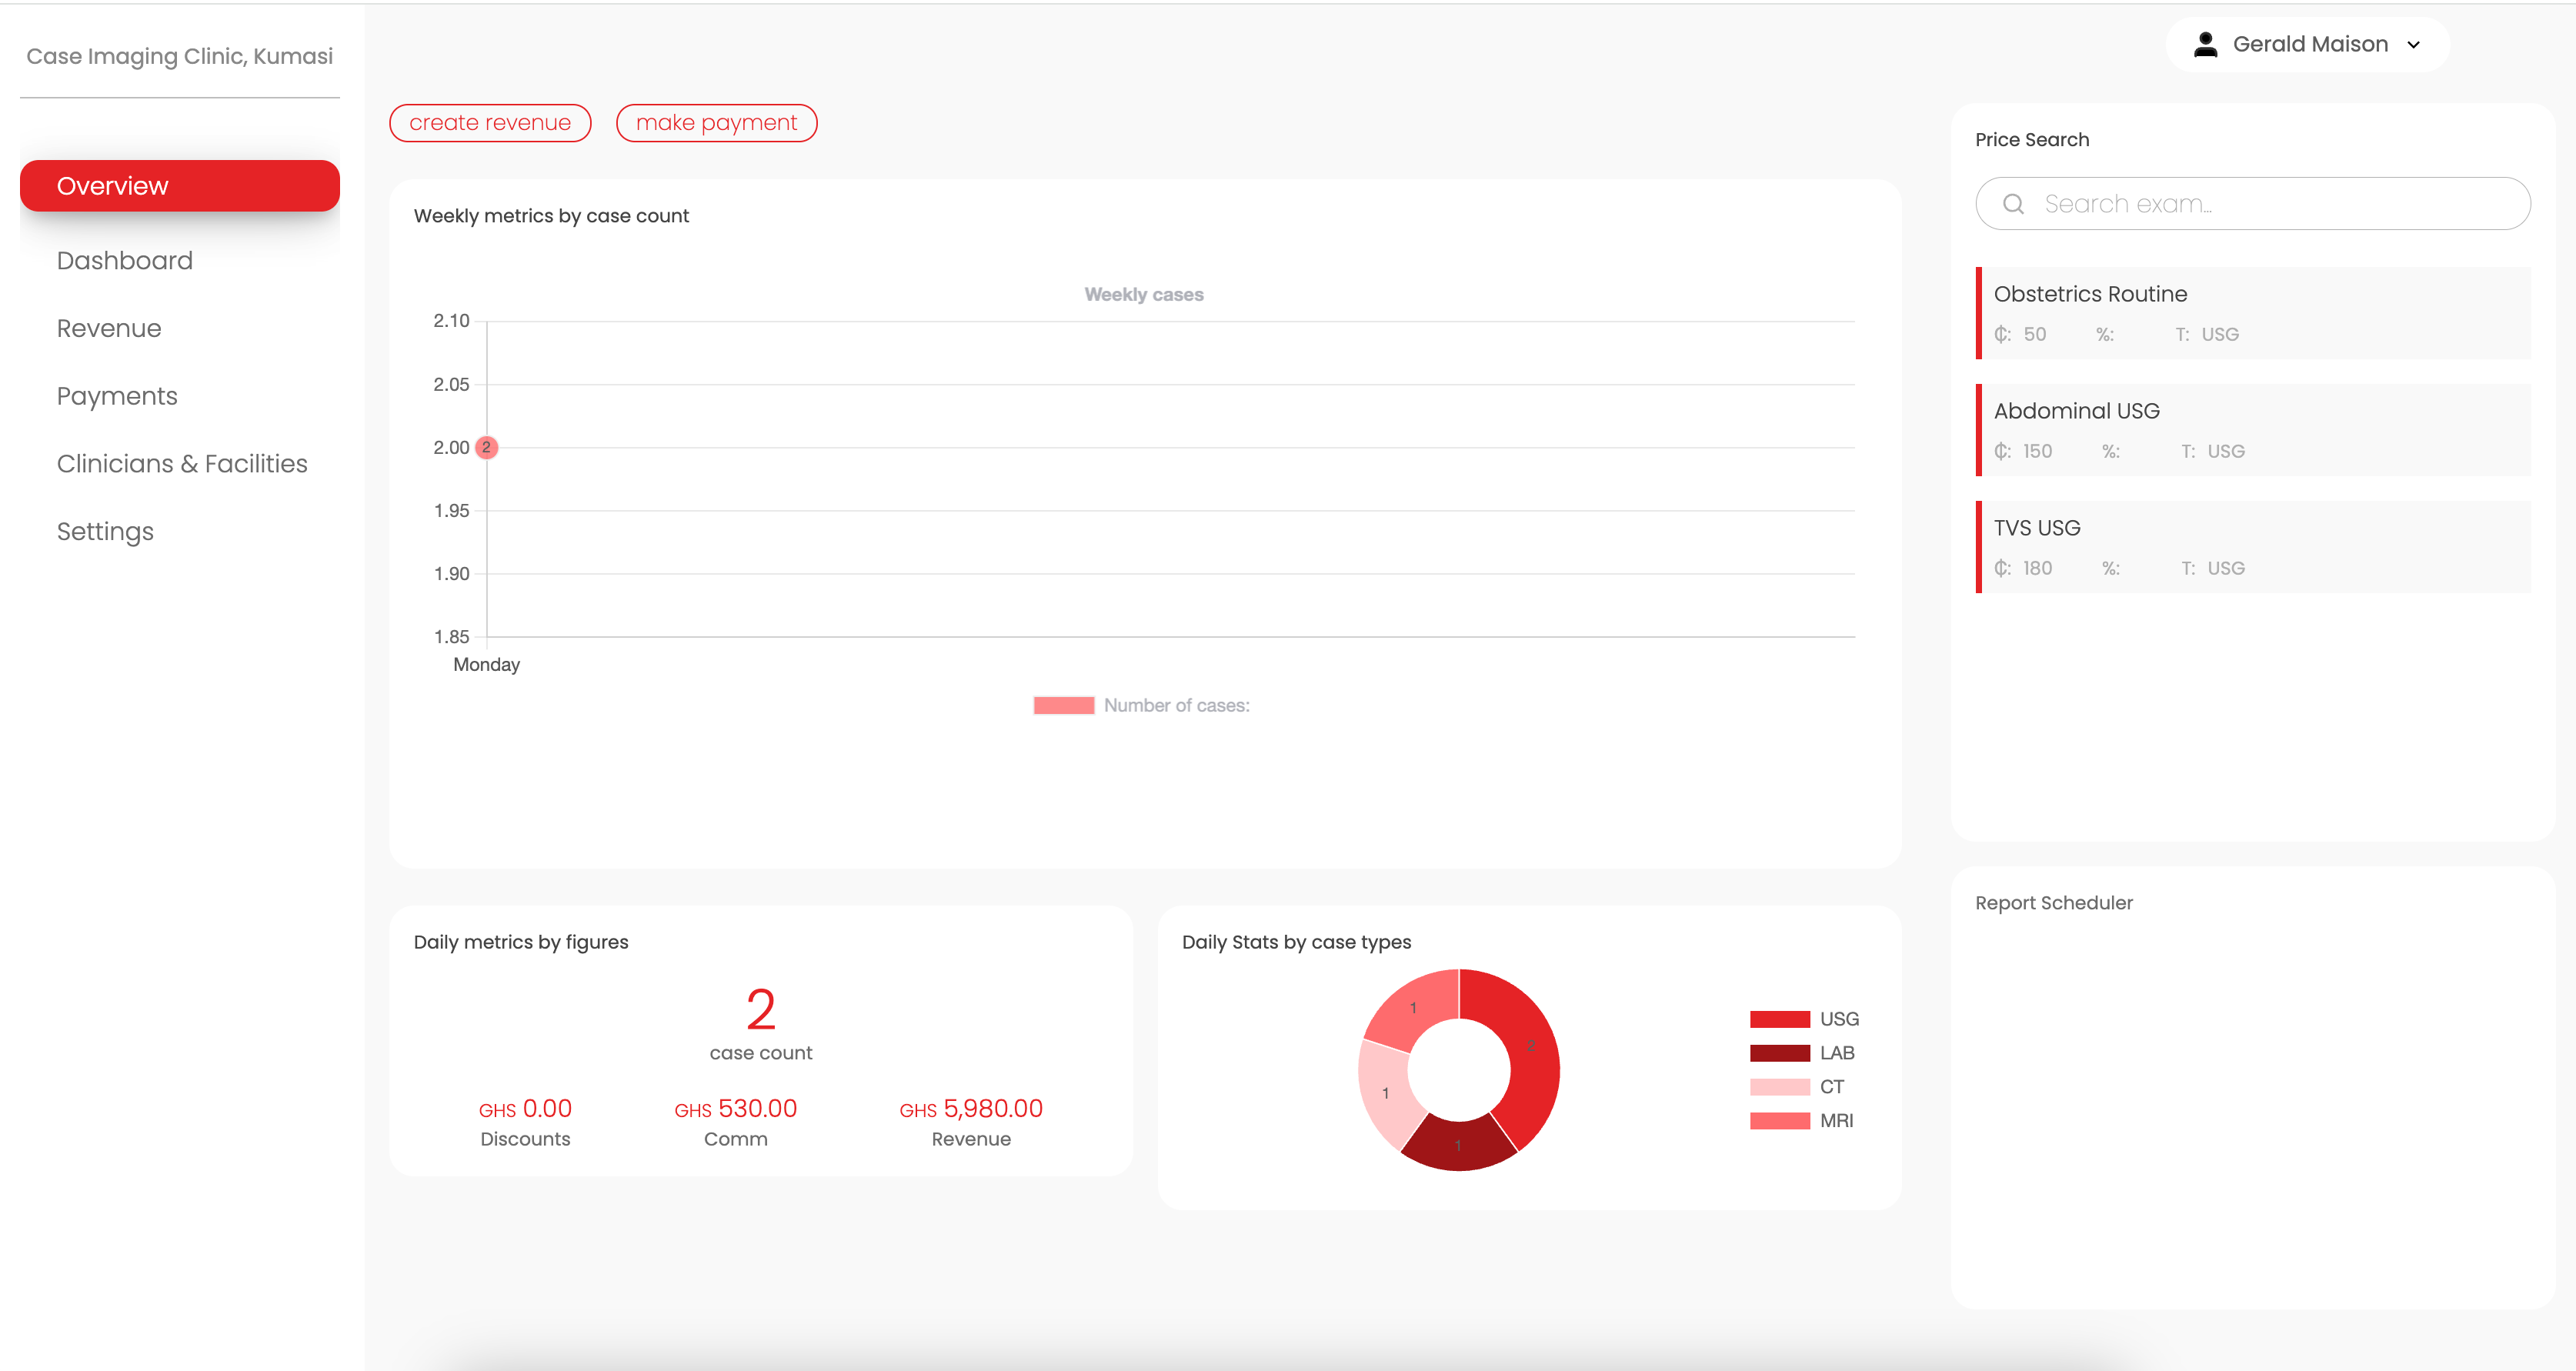 Case Imaging Clinic, Kumasi
Gerald Maison
Overview
Dashboard
Revenue
Payments
Clinicians & Facilities
Settings
create revenue
make payment
Weekly metrics by case count
Weekly cases
2.10
2.05
2.00
2
1.95
1.90
1.85
Monday
Number of cases:
Daily metrics by figures
2
case count
GHS 0.00 GHS 530.00 GHS 5,980.00
Discounts Comm Revenue
Daily Stats by case types
1
2
1
1
USG
LAB
CT
MRI
Price Search
Search exam...
Obstetrics Routine
₵: 50 %: T: USG
Abdominal USG
₵: 150 %: T: USG
TVS USG
₵: 180 %: T: USG
Report Scheduler